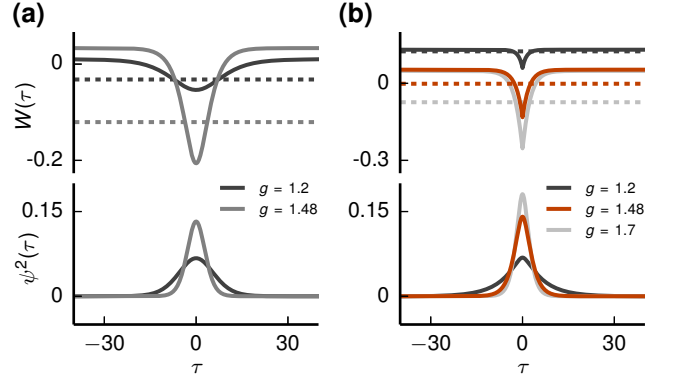 (a)
(b)
W(τ)
0
-0.2
0
-0.3
ψ²(τ)
0.15
0
g = 1.2
g = 1.48
0.15
0
g = 1.2
g = 1.48
g = 1.7
−30 0 30
−30 0 30
τ
τ